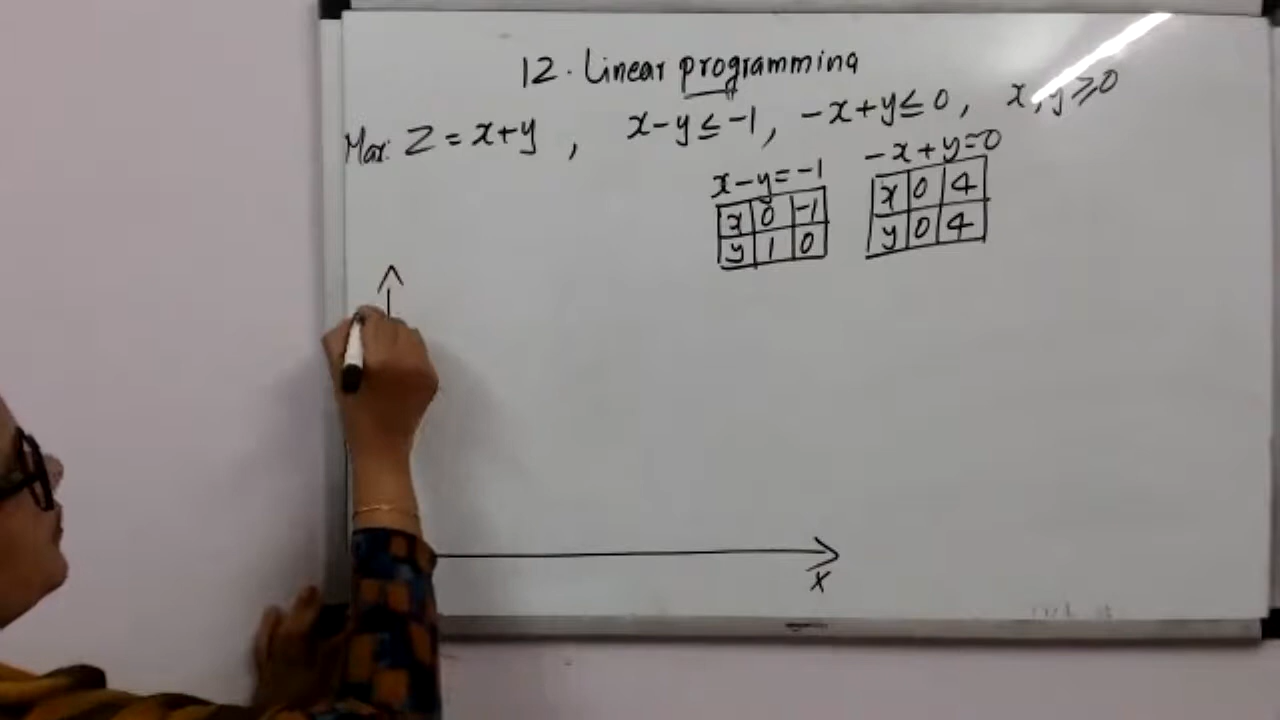 12. Linear programming
Max: Z = x+y , x-y ≤ -1, -x+y ≤ 0, x, y ≥ 0
x-y = -1 -x+y=0
x 0 -1 x 0 4
y 1 0 y 0 4
x